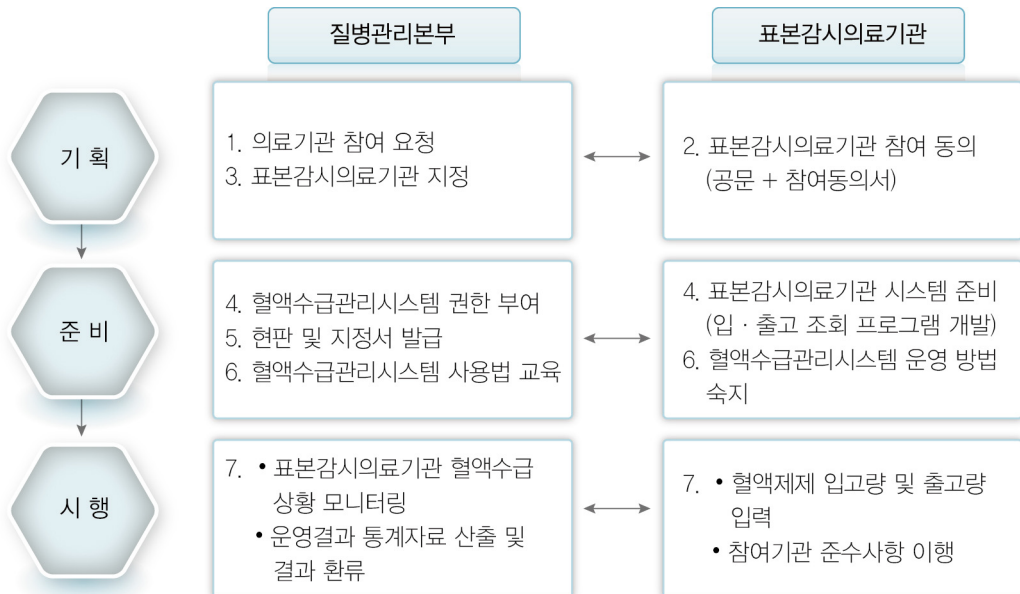 질병관리본부
표본감시의료기관
기 획
1. 의료기관 참여 요청
3. 표본감시의료기관 지정
2. 표본감시의료기관 참여 동의
(공문 + 참여동의서)
준 비
4. 혈액수급관리시스템 권한 부여
5. 현판 및 지정서 발급
6. 혈액수급관리시스템 사용법 교육
4. 표본감시의료기관 시스템 준비
(입 · 출고 조회 프로그램 개발)
6. 혈액수급관리시스템 운영 방법
숙지
시 행
7. • 표본감시의료기관 혈액수급
상황 모니터링
• 운영결과 통계자료 산출 및
결과 환류
7. • 혈액제제 입고량 및 출고량
입력
• 참여기관 준수사항 이행